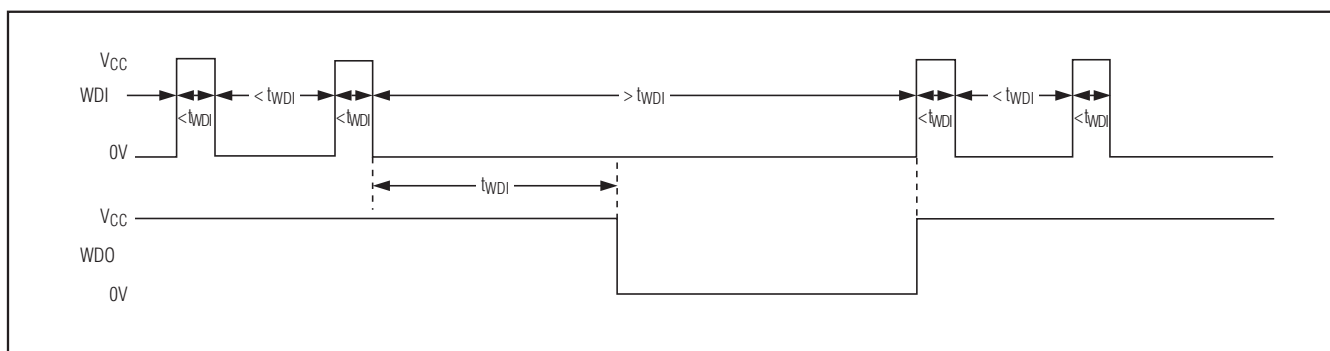 VCC
WDI
< tWDI
> tWDI
< tWDI
<tWDI
<tWDI
<tWDI
<tWDI
0V
tWDI
VCC
WDO
0V